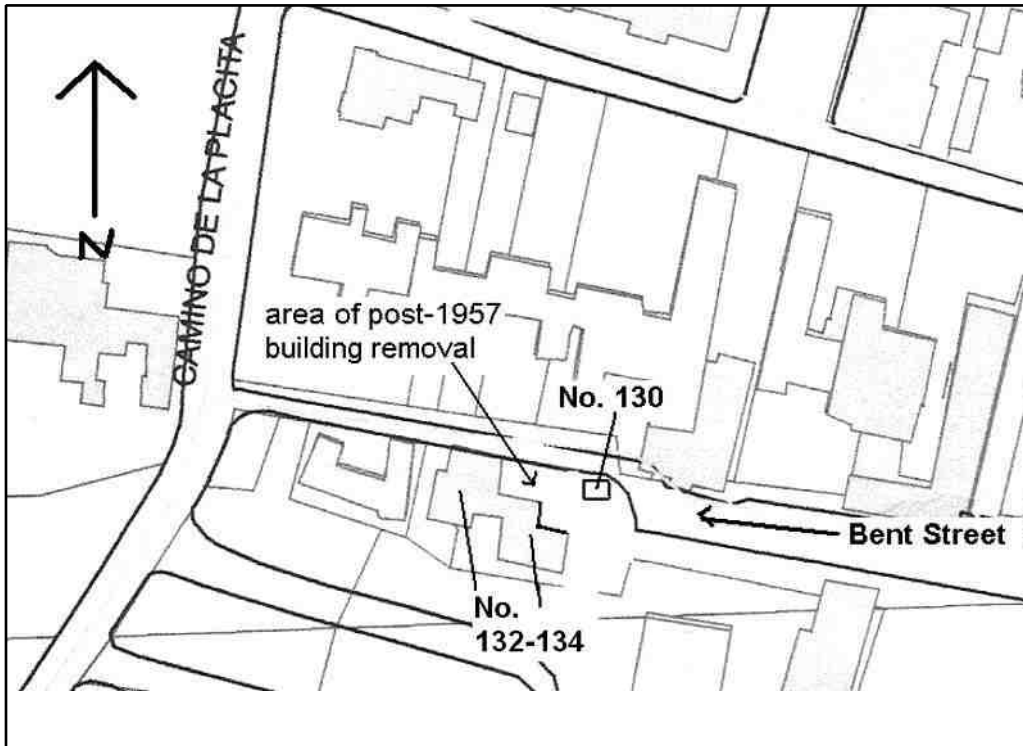 CAMINO DE LA PLACITA
N
area of post-1957
building removal
No. 130
Bent Street
No.
132-134